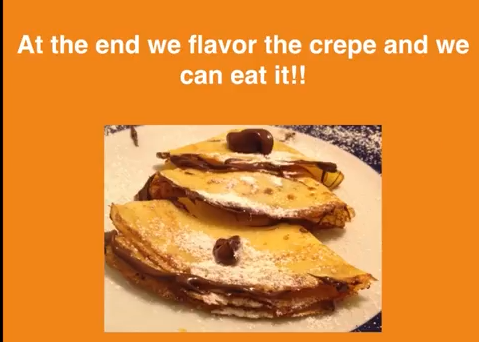 At the end we flavor the crepe and we
can eat it!!